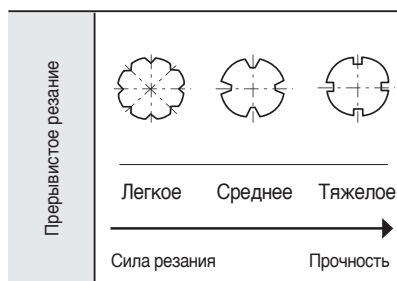 Прерывистое резание
Легкое Среднее Тяжелое
Сила резания Прочность